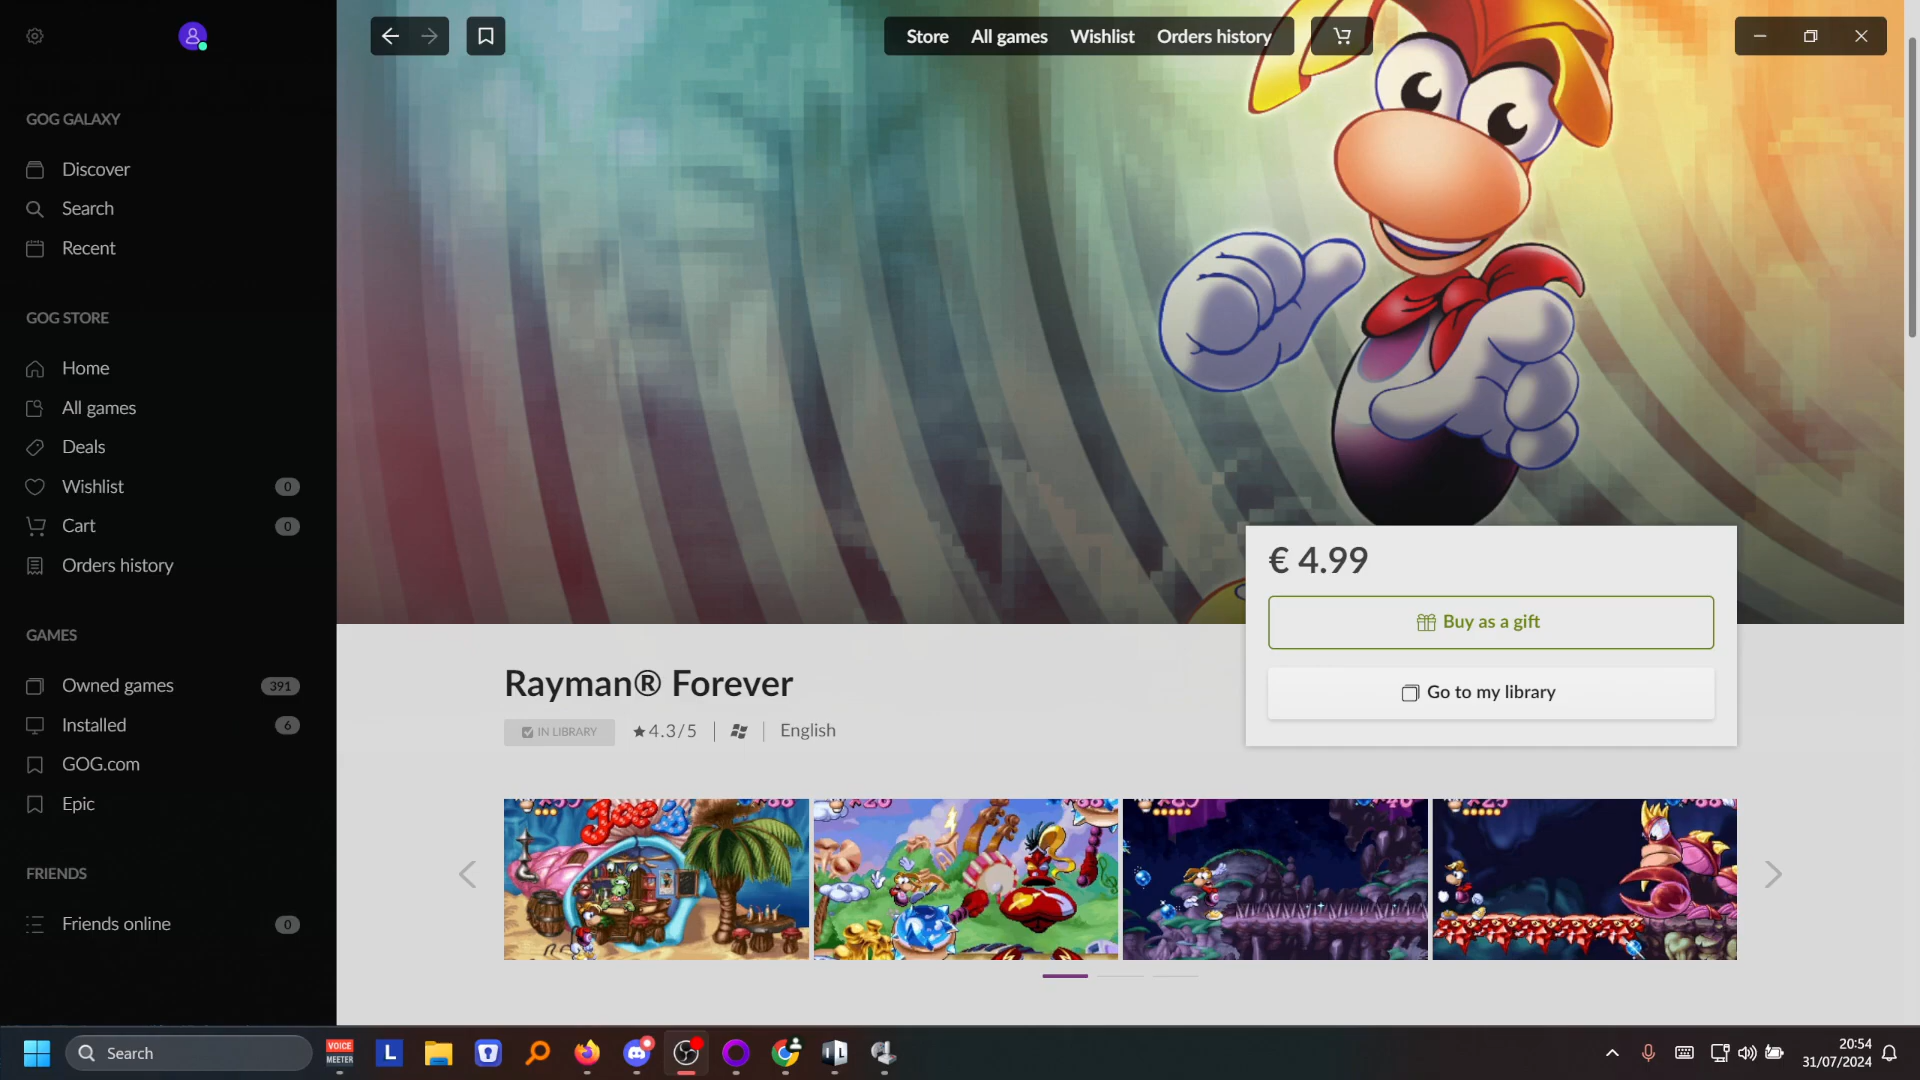 Store
All games
Wishlist
Orders history
GOG GALAXY
Discover
Search
Recent
GOG STORE
Home
All games
Deals
Wishlist 0
Cart 0
Orders history
GAMES
Owned games 391
Installed 6
GOG.com
Epic
FRIENDS
Friends online 0
€ 4.99
Buy as a gift
Go to my library
Rayman® Forever
IN LIBRARY
4.3/5
English
Joe's
Search
VOICE
MEETER
L
IL
20:54
31/07/2024